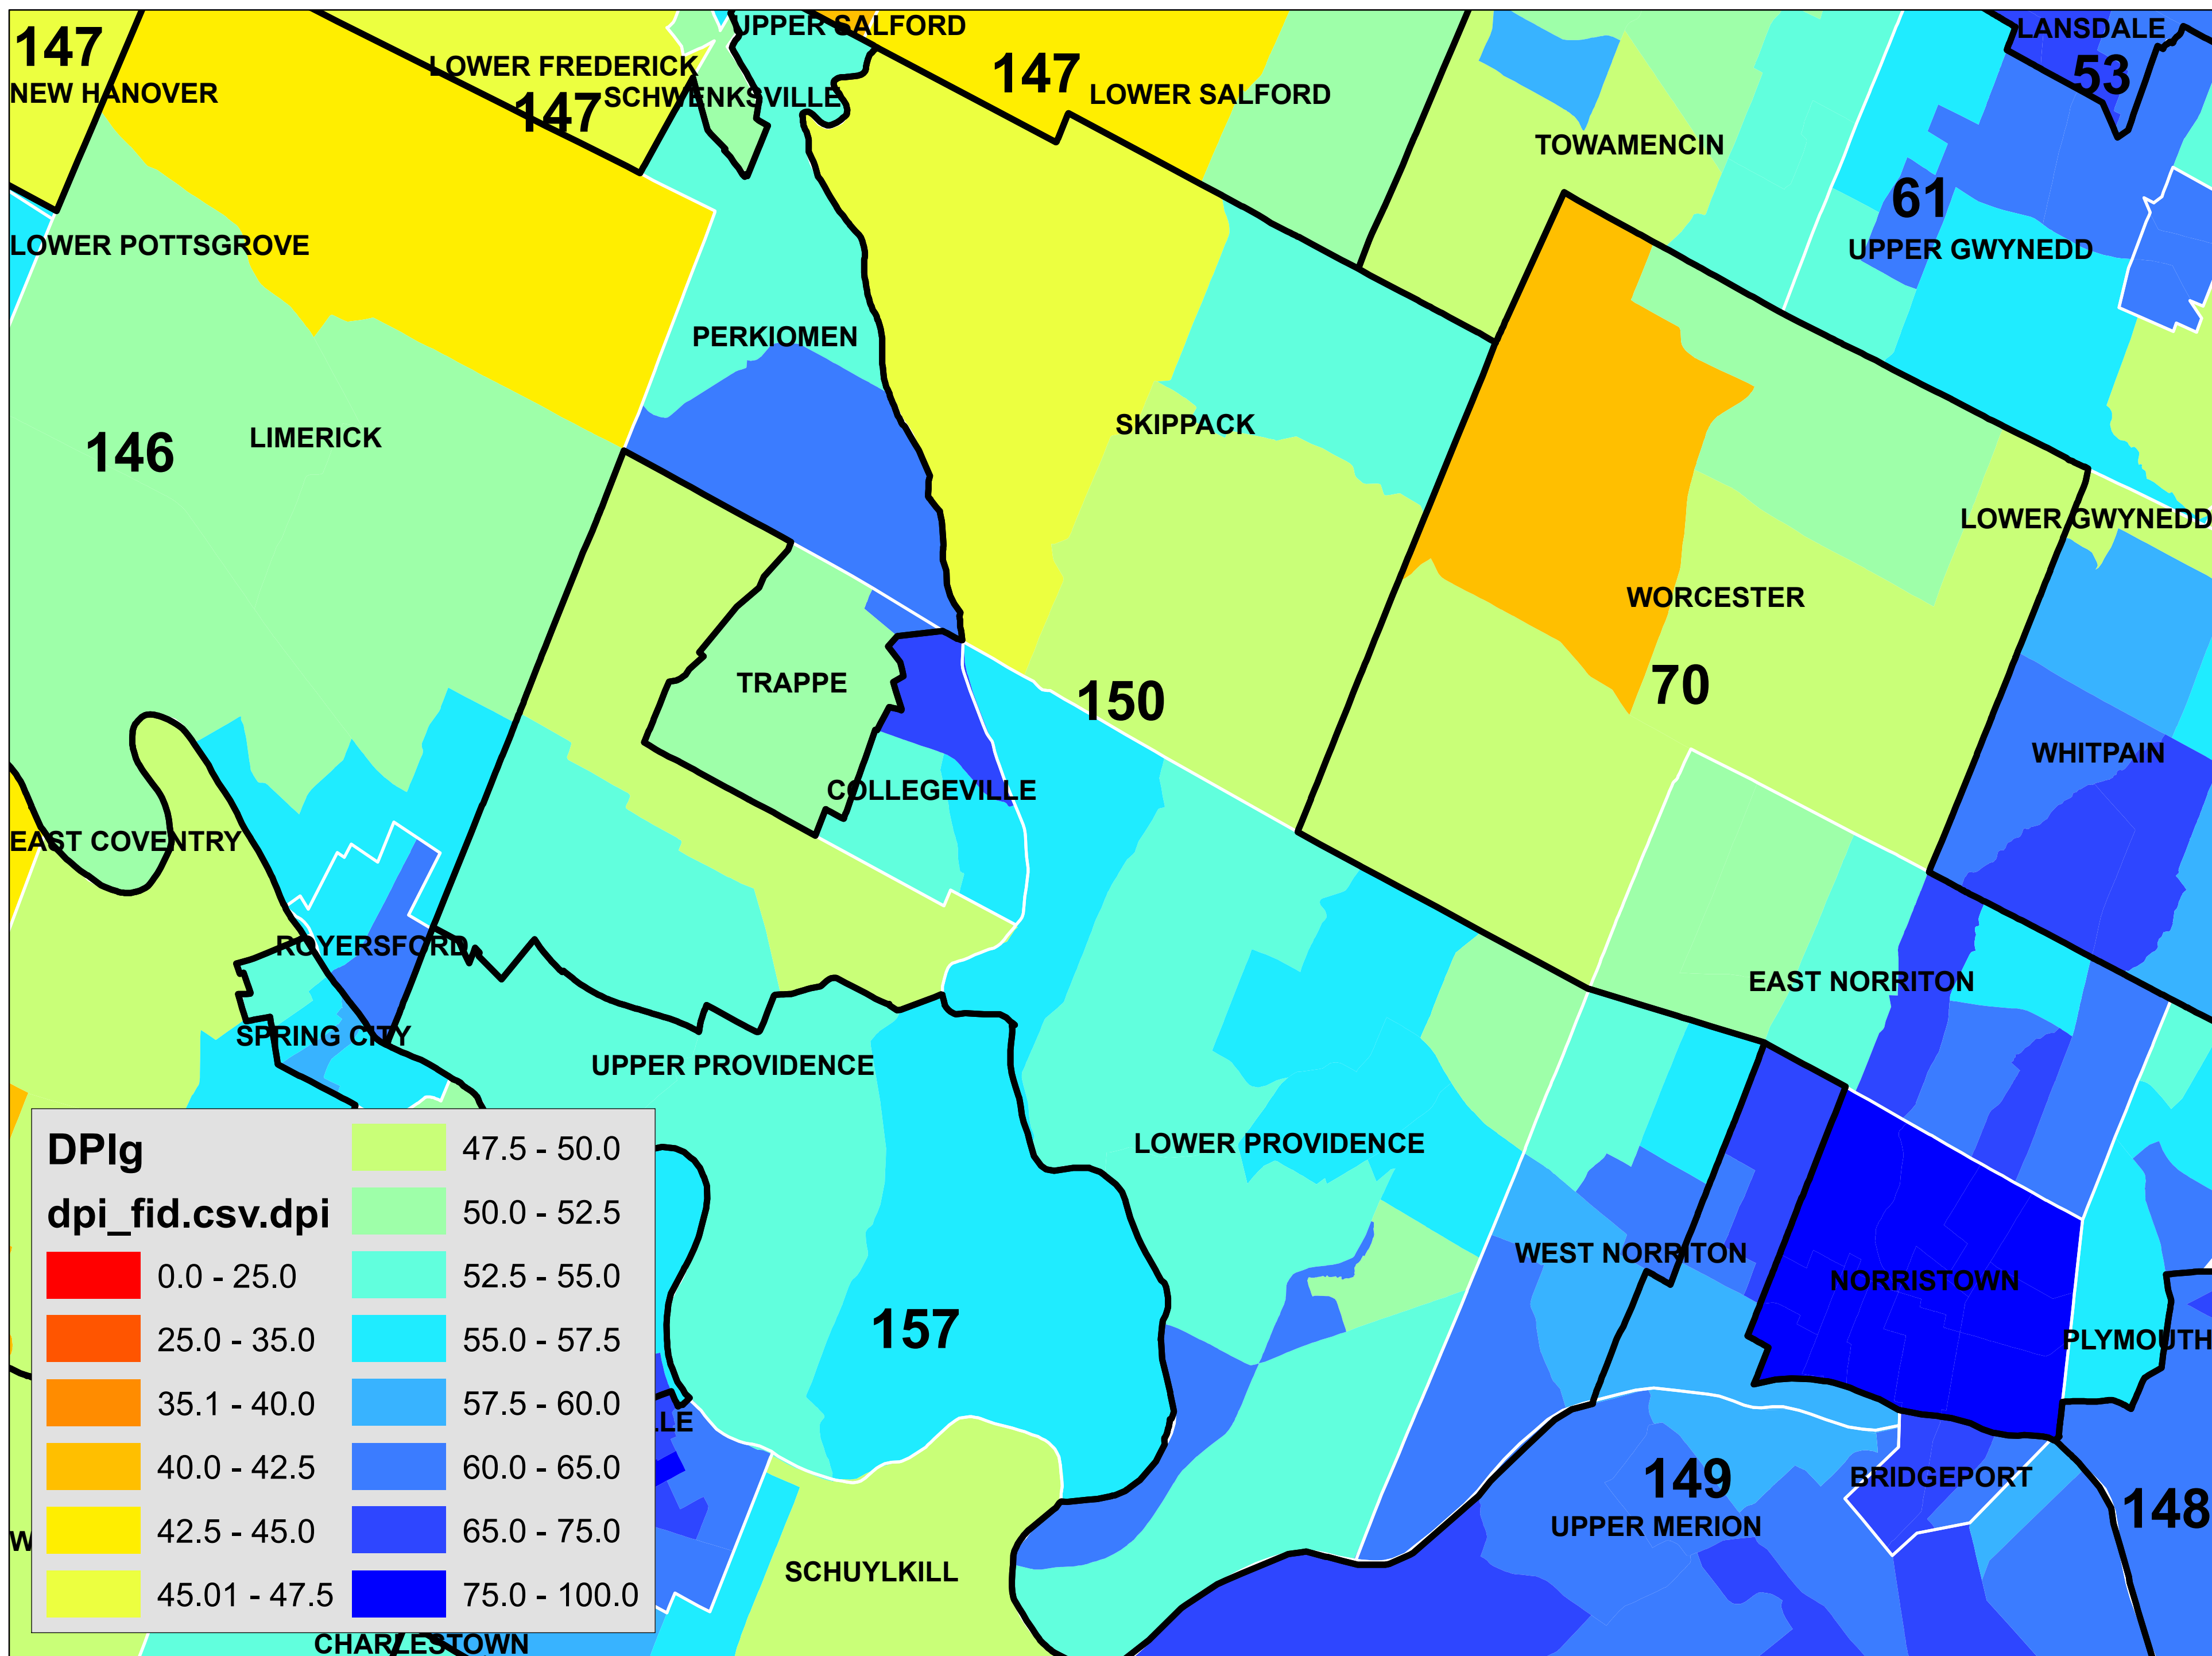 147
NEW HANOVER
LOWER FREDERICK
147
SCHWENKSVILLE
UPPER SALFORD
147
LOWER SALFORD
TOWAMENCIN
LANSDALE
53
61
UPPER GWYNEDD
LOWER POTTSGROVE
PERKIOMEN
146
LIMERICK
SKIPPACK
LOWER GWYNEDD
WORCESTER
70
TRAPPE
150
WHITPAIN
COLLEGEVILLE
EAST COVENTRY
ROYERSFORD
EAST NORRITON
SPRING CITY
UPPER PROVIDENCE
LOWER PROVIDENCE
WEST NORRITON
NORRISTOWN
157
PLYMOUTH
LLE
149
BRIDGEPORT
148
UPPER MERION
W
SCHUYLKILL
CHARLESTOWN
DPIg
dpi_fid.csv.dpi
0.0 - 25.0
25.0 - 35.0
35.1 - 40.0
40.0 - 42.5
42.5 - 45.0
45.01 - 47.5
47.5 - 50.0
50.0 - 52.5
52.5 - 55.0
55.0 - 57.5
57.5 - 60.0
60.0 - 65.0
65.0 - 75.0
75.0 - 100.0